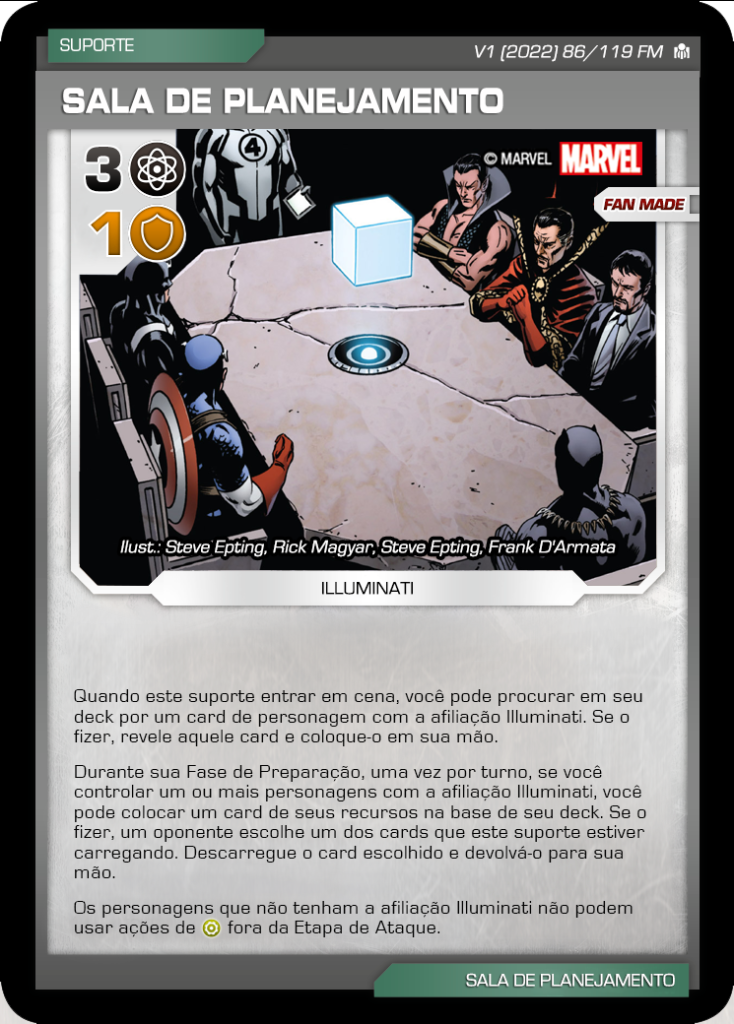 SUPORTE
V1 (2022) 86/119 FM
SALA DE PLANEJAMENTO
3
4
© MARVEL MARVEL
FAN MADE
1
Ilust.: Steve Epting, Rick Magyar, Steve Epting, Frank D'Armata
ILLUMINATI
Quando este suporte entrar em cena, você pode procurar em seu
deck por um card de personagem com a afiliação Illuminati. Se o
fizer, revele aquele card e coloque-o em sua mão.
Durante sua Fase de Preparação, uma vez por turno, se você
controlar um ou mais personagens com a afiliação Illuminati, você
pode colocar um card de seus recursos na base de seu deck. Se o
fizer, um oponente escolhe um dos cards que este suporte estiver
carregando. Descarregue o card escolhido e devolvá-o para sua
mão.
Os personagens que não tenham a afiliação Illuminati não podem
usar ações de fora da Etapa de Ataque.
SALA DE PLANEJAMENTO